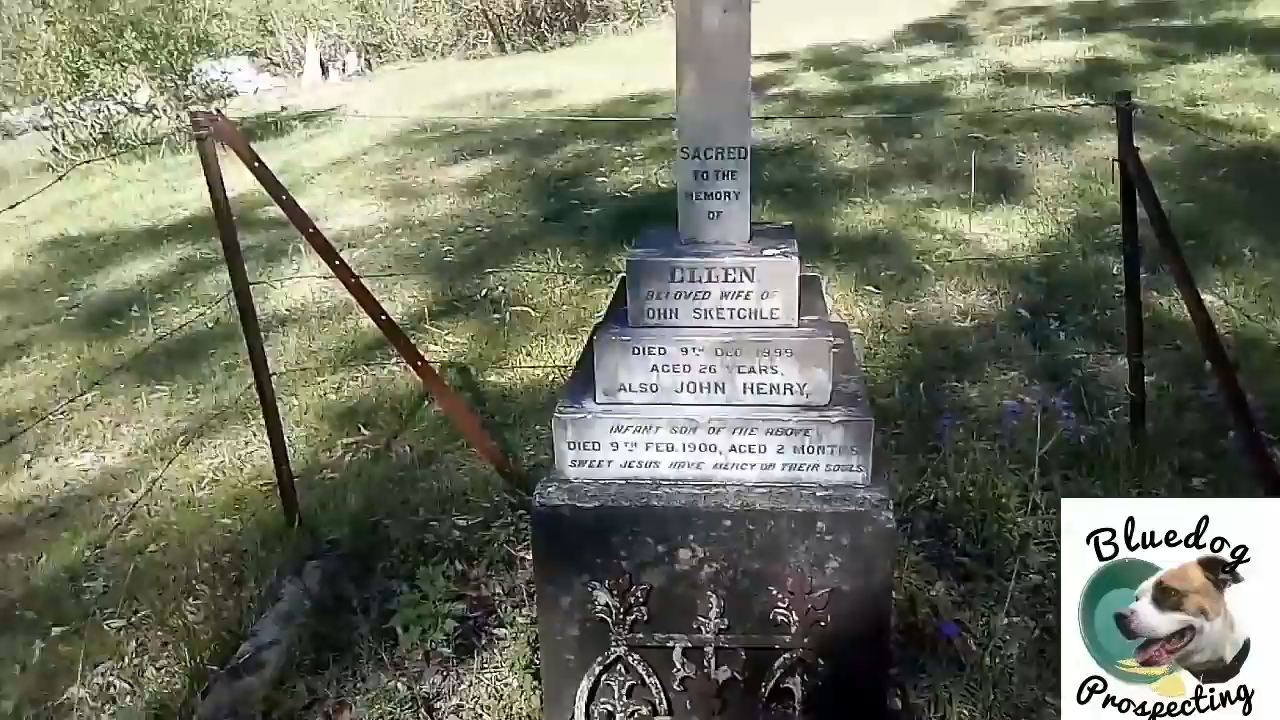 SACRED
TO THE
MEMORY
OF
ELLEN
BELOVED WIFE OF
OHN SKETCHLE
DIED 9TH DEC 1899
AGED 26 YEARS,
ALSO JOHN HENRY,
INFANT SON OF THE ABOVE
DIED 9TH FEB. 1900, AGED 2 MONTHS
SWEET JESUS HAVE MERCY ON THEIR SOULS
Bluedog
Prospecting